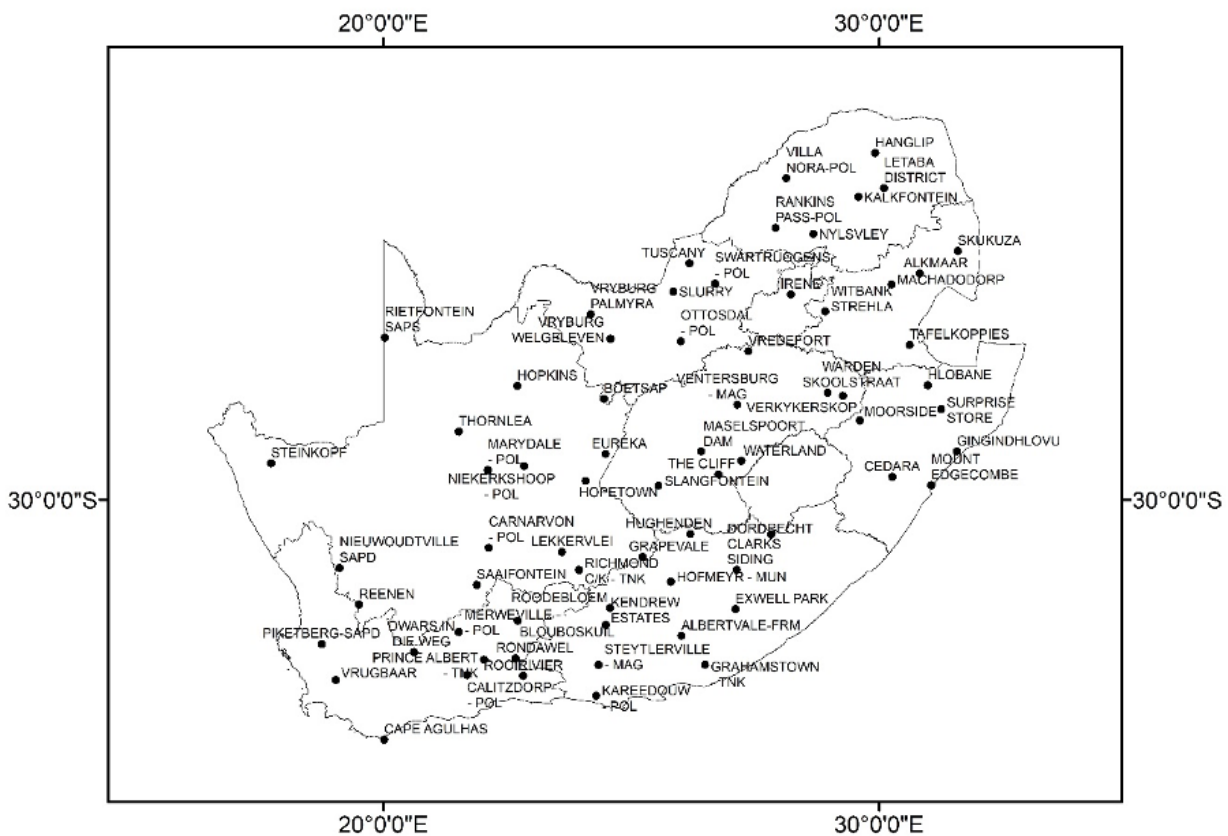 20°0'0"E
30°0'0"E
HANGLIP
VILLA
NORA-POL
LETABA
DISTRICT
KALKFONTEIN
RANKINS
PASS-POL
NYLSVLEY
SKUKUZA
TUSCANY
SWARTRUGGENS
- POL
ALKMAAR
MACHADODORP
SLURRY
IRENE
WITBANK
STREHLA
VRYBURG
PALMYRA
RIETFONTEIN
SAPS
OTTOSDAL
- POL
VRYBURG
WELGELEVEN
VREDEFORT
TAFELKOPPIES
HOPKINS
VENTERSBURG
- MAG
WARDEN
SKOOLSTRAAT
HLOBANE
BOETSAP
VERKYKERSKOP
MOORSIDE
SURPRISE
STORE
THORNLEA
MASELSPOORT
DAM
MARYDALE
- POL
EUREKA
WATERLAND
GINGINDHLOVU
STEINKOPF
THE CLIFF
CEDARA
MOUNT
EDGECOMBE
NIEKERKSHOOP
- POL
HOPETOWN
SLANGFONTEIN
30°0'0"S
30°0'0"S
CARNARVON
- POL
LEKKERVLEI
HUGHENDEN
DORDRECHT
CLARKS
SIDING
NIEUWOUDTVILLE
SAPD
GRAPEVALE
RICHMOND
C/K - TNK
SAAIFONTEIN
HOFMEYR - MUN
REENEN
ROODEBLOEM
KENDREW
ESTATES
EXWELL PARK
MERWEVILLE
- POL
DWARS IN
DIE WEG
BLOUBOSKUIL
ALBERTVALE-FRM
PIKETBERG-SAPD
PRINCE ALBERT
- TNK
RONDAWEL
ROOIRIVIER
STEYTLERVILLE
- MAG
GRAHAMSTOWN
TNK
VRUGBAAR
CALITZDORP
- POL
KAREEDOUW
- POL
CAPE AGULHAS
20°0'0"E
30°0'0"E